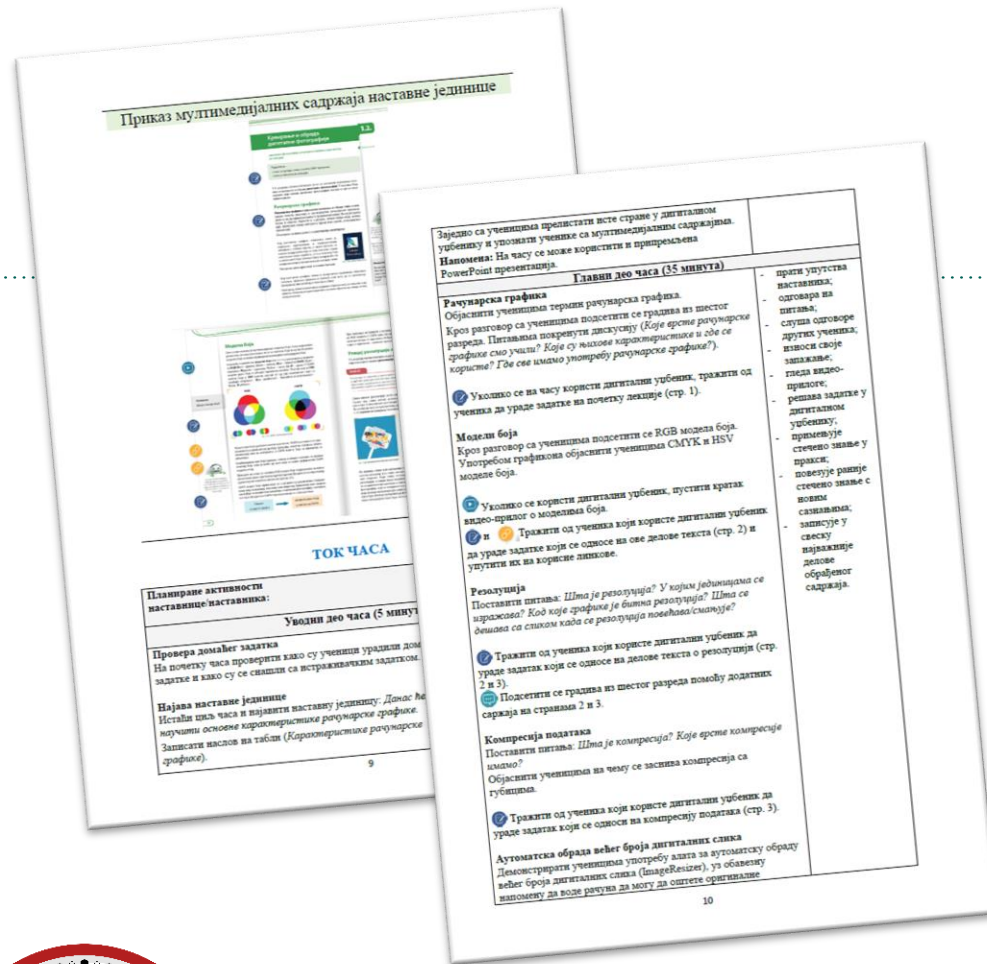 Приказ мултимедијалних садржаја наставне јединице
1.2.
Рачунарска графика
Модели боја
ТОК ЧАСА
Планиране активности
наставнице/наставника:
Уводни део часа (5 мину
Провера домаћег задатка
На почетку часа проверити како су ученици урадили дом
задатке и како су се снашли са истраживачким задатком.
Најава наставне јединице
Истаћи циљ часа и најавити наставну јединицу: Данас ће
научити основне карактеристике рачунарске графике.
Записати наслов на табли (Карактеристике рачунарске
графике).
9
Заједно са ученицима прелистати исте стране у дигиталном
уџбенику и упознати ученике са мултимедијалним садржајима.
Напомена: На часу се може користити и припремљена
PowerPoint презентација.
Главни део часа (35 минута)
Рачунарска графика
Објаснити ученицима термин рачунарска графика.
Кроз разговор са ученицима подсетити се градива из шестог
разреда. Питањима покренути дискусију (Које врсте рачунарске
графике смо учили? Које су њихове карактеристике и где се
користе? Где све имамо употребу рачунарске графике?).
Уколико се на часу користи дигитални уџбеник, тражити од
ученика да ураде задатке на почетку лекције (стр. 1).
Модели боја
Кроз разговор са ученицима подсетити се RGB модела боја.
Употребом графикона објаснити ученицима CMYK и HSV
моделе боја.
Уколико се користи дигитални уџбеник, пустити кратак
видео-прилог о моделима боја.
и Тражити од ученика који користе дигитални уџбеник
да ураде задатке који се односе на ове делове текста (стр. 2) и
упутити их на корисне линкове.
Резолуција
Поставити питања: Шта је резолуција? У којим јединицама се
изражава? Код које графике је битна резолуција? Шта се
дешава са сликом када се резолуција повећава/смањује?
Тражити од ученика који користе дигитални уџбеник да
ураде задатак који се односе на делове текста о резолуцији (стр.
2 и 3).
Подсетити се градива из шестог разреда помоћу додатних
саржаја на странама 2 и 3.
Компресија података
Поставити питања: Шта је компресија? Које врсте компресије
имамо?
Објаснити ученицима на чему се заснива компресија са
губицима.
Тражити од ученика који користе дигитални уџбеник да
ураде задатак који се односи на компресију података (стр. 3).
Аутоматска обрада већег броја дигиталних слика
Демонстрирати ученицима употребу алата за аутоматску обраду
већег броја дигиталних слика (ImageResizer), уз обавезну
напомену да воде рачуна да могу да оштете оригиналне
- прати упутства
наставника;
- одговара на
питања;
- слуша одговоре
других ученика;
- износи своје
запажање;
- гледа видео-
прилоге;
- решава задатке у
дигиталном
уџбенику;
- примењује
стечено знање у
пракси;
- повезује раније
стечено знање с
новим
сазнањима;
- записује у
свеску
најважније
делове
обрађеног
садржаја.
10